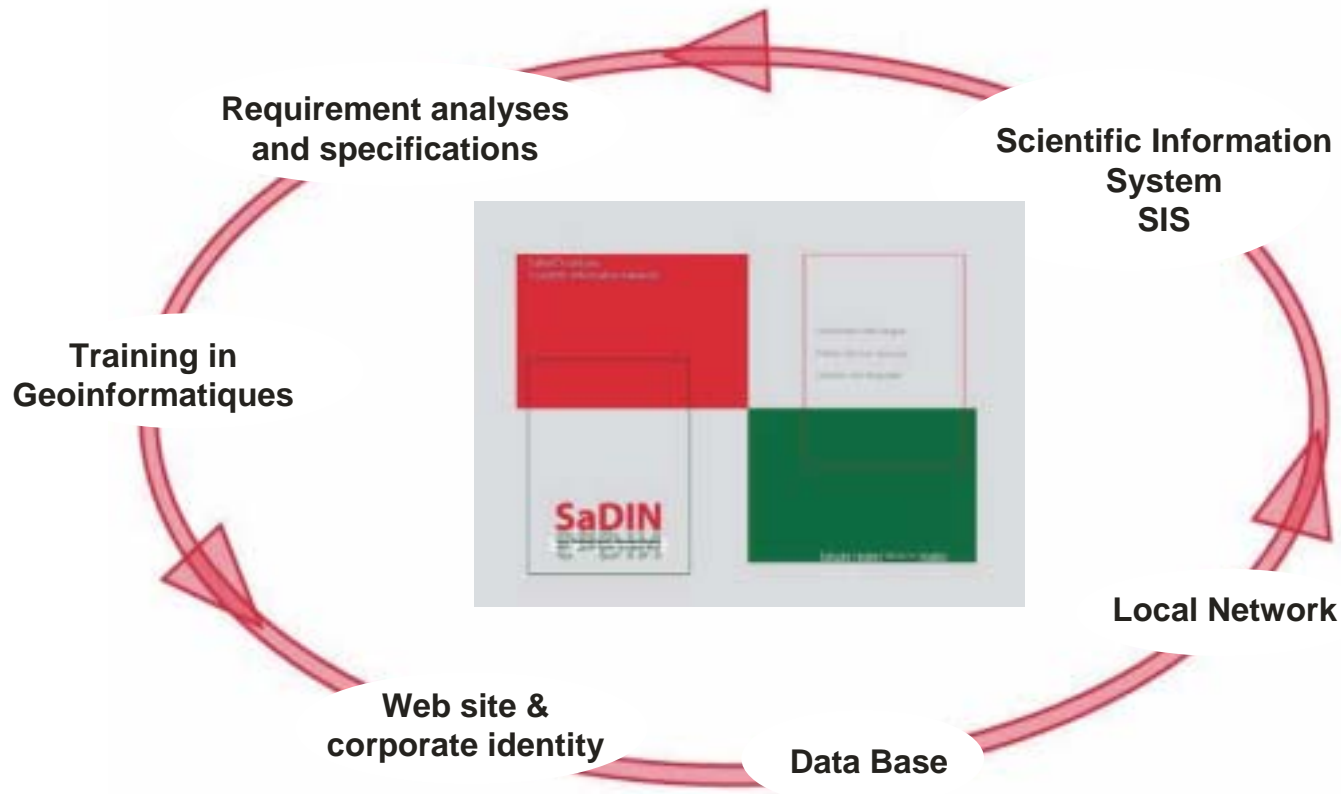 Requirement analyses
and specifications
Scientific Information
System
SIS
Training in
Geoinformatiques
SaDIN
Local Network
Web site &
corporate identity
Data Base